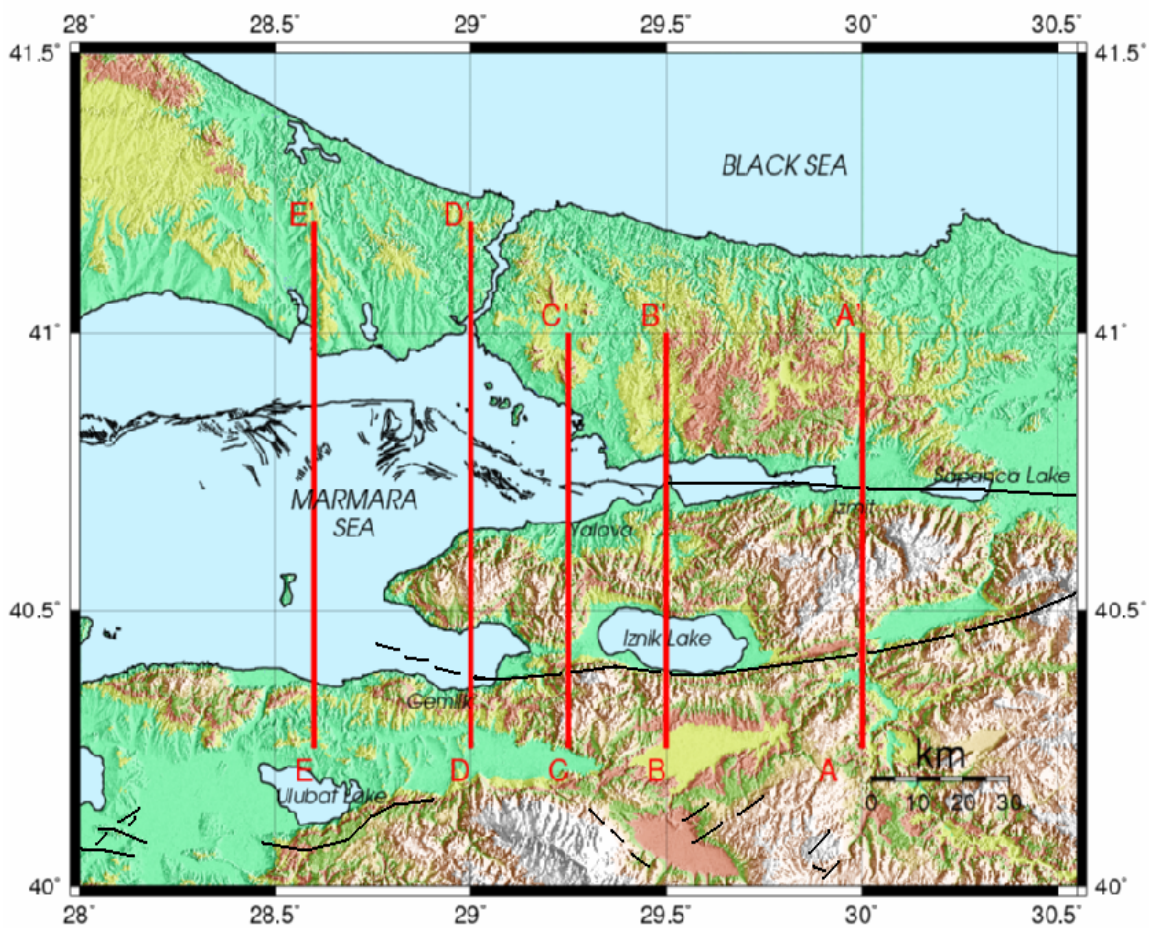 28° 28.5° 29° 29.5° 30° 30.5°
41.5° 41.5°
BLACK SEA
E' D'
C' B' A'
41° 41°
Sapanca Lake
MARMARA
SEA
Izmit
Yalova
40.5° 40.5°
Iznik Lake
Gemlik
km
E D C B A
Ulubat Lake
0 10 20 30
40° 40°
28° 28.5° 29° 29.5° 30° 30.5°